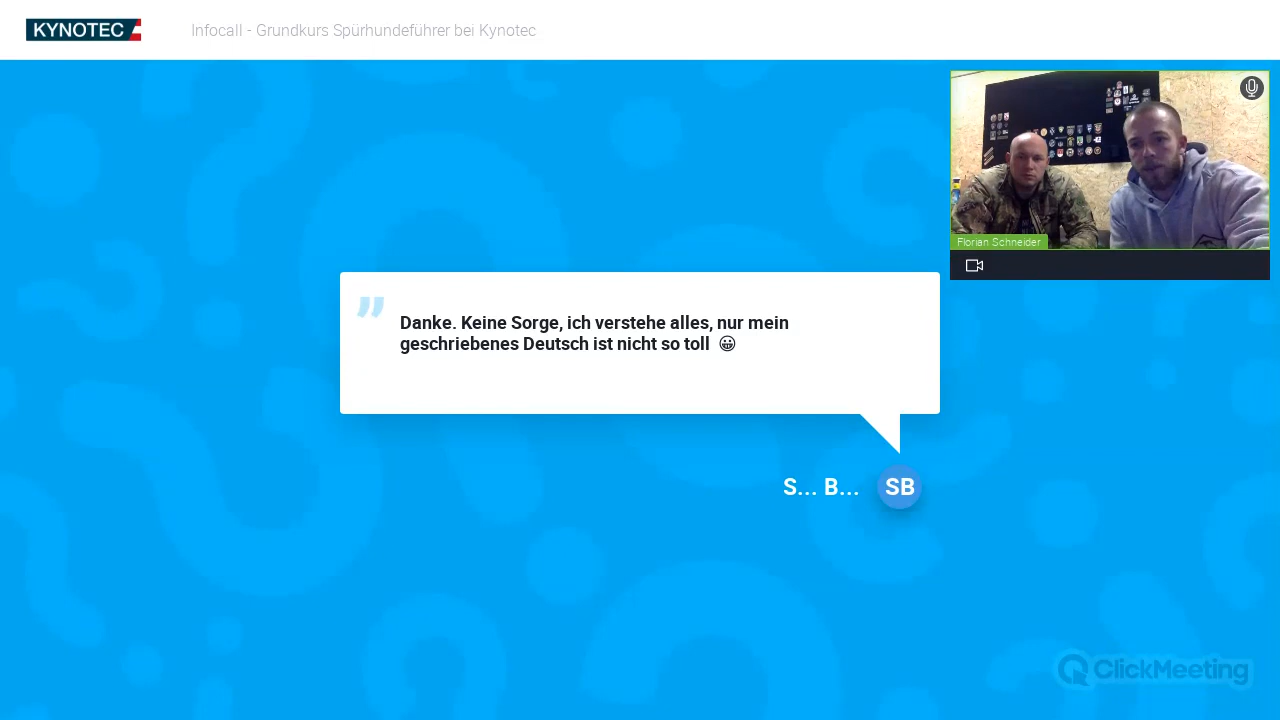 KYNOTEC
Infocall - Grundkurs Spürhundeführer bei Kynotec
Florian Schneider
Danke. Keine Sorge, ich verstehe alles, nur mein
geschriebenes Deutsch ist nicht so toll 😀
S... B... SB
ClickMeeting